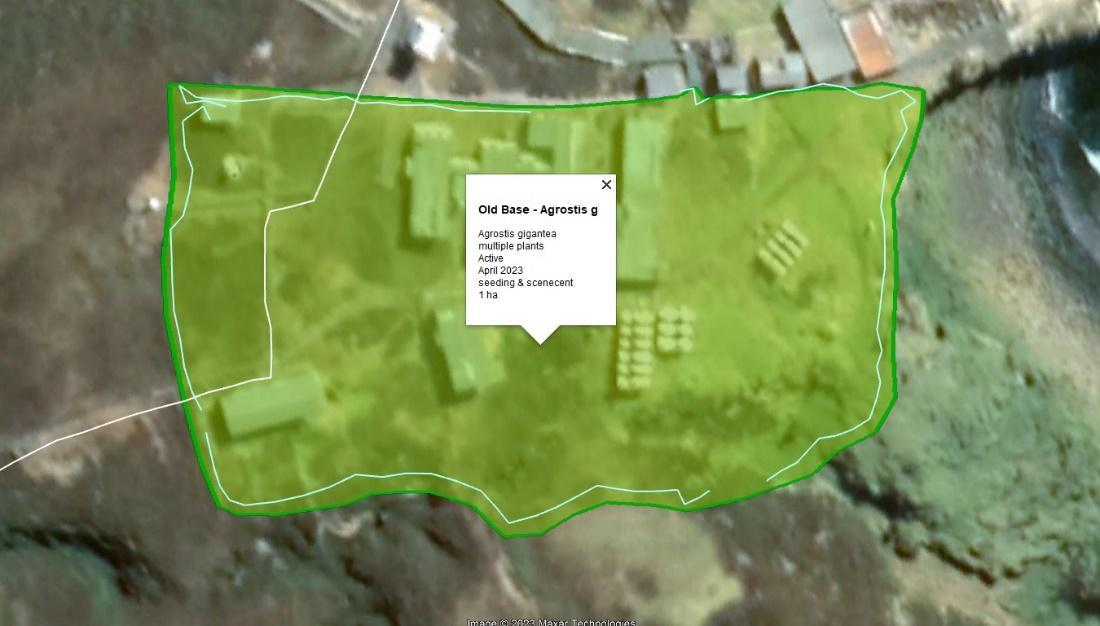 Old Base - Agrostis g
Agrostis gigantea
multiple plants
Active
April 2023
seeding & scenecent
1 ha
Image © 2023 Maxar Technologies